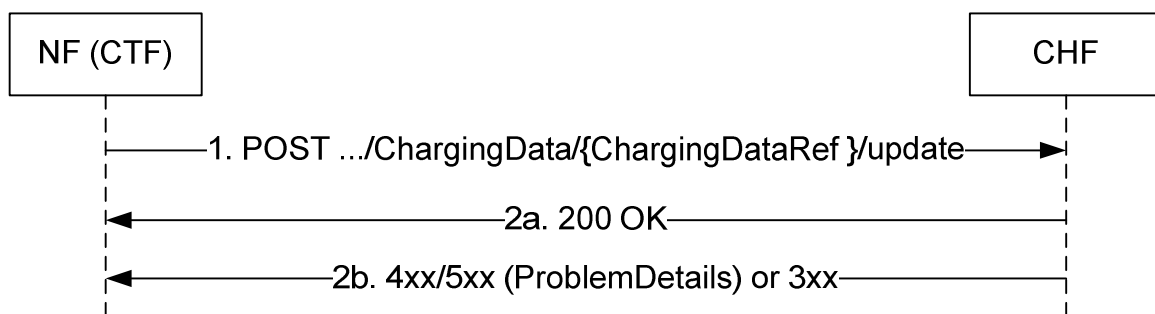 NF (CTF)
CHF
1. POST .../ChargingData/{ChargingDataRef }/update
2a. 200 OK
2b. 4xx/5xx (ProblemDetails) or 3xx